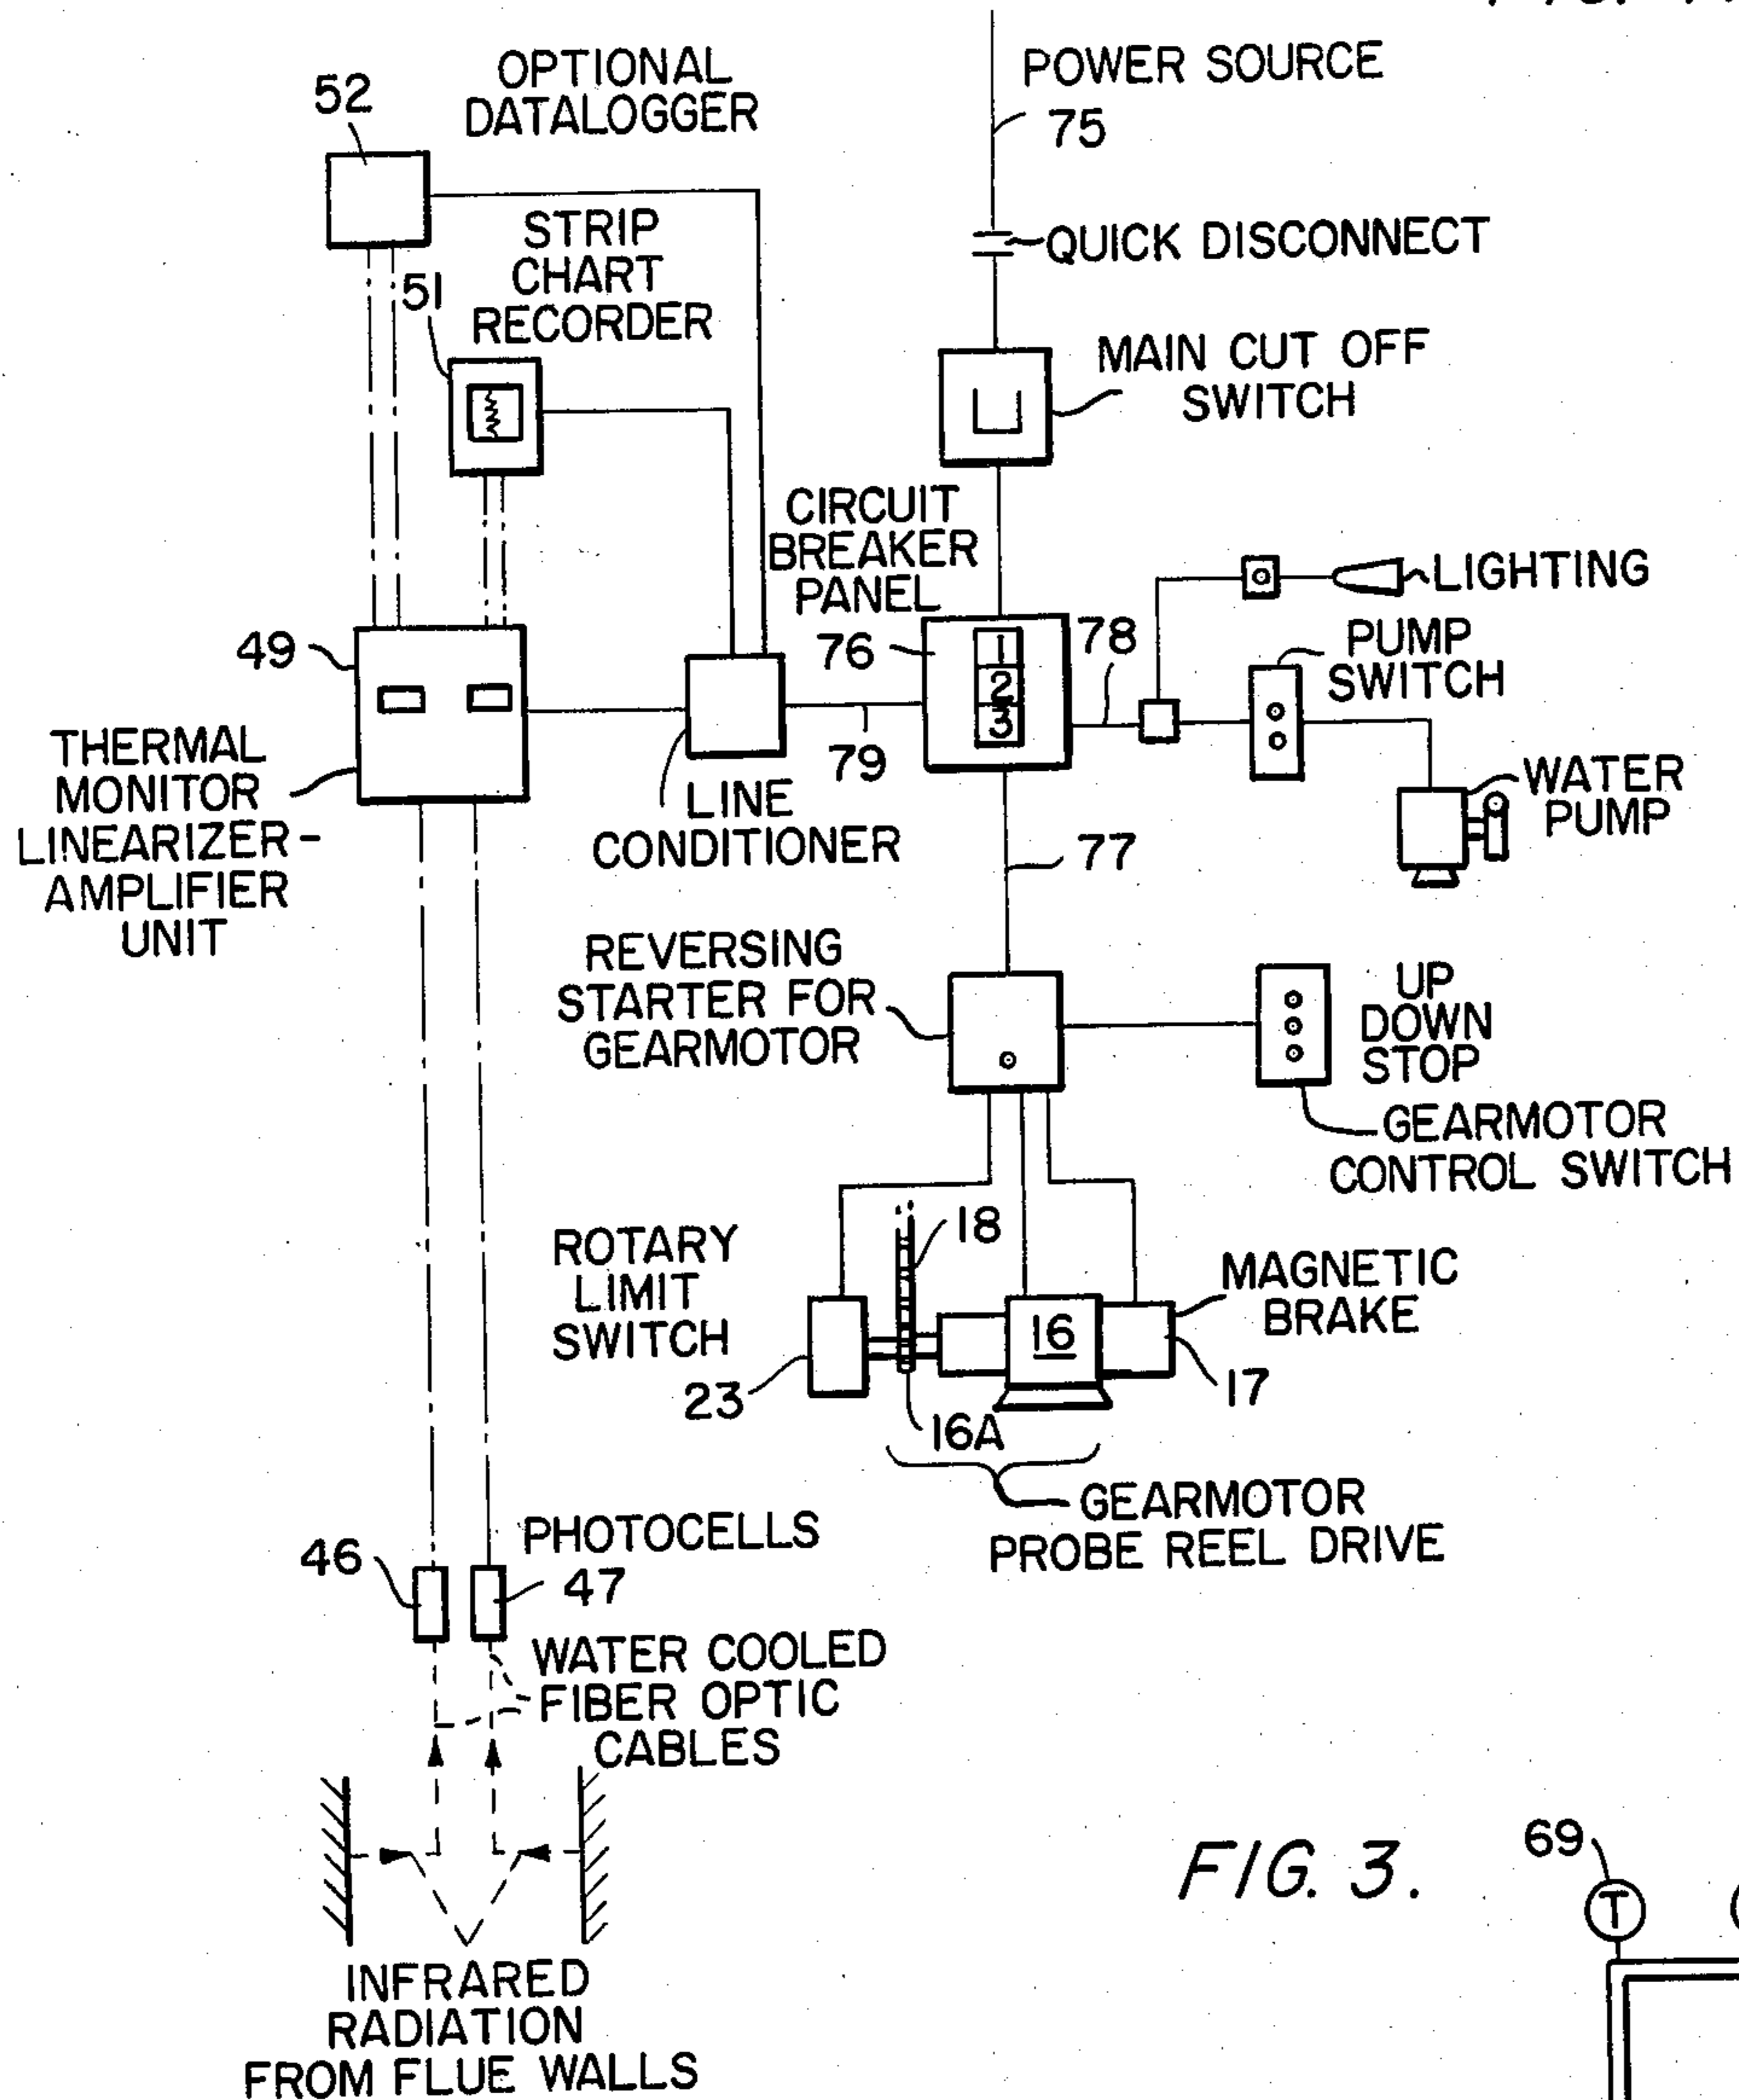 OPTIONAL
DATALOGGER
52
POWER SOURCE
75
QUICK DISCONNECT
STRIP
CHART
RECORDER
51
MAIN CUT OFF
SWITCH
CIRCUIT
BREAKER
PANEL
76
1
2
3
78
LIGHTING
PUMP
SWITCH
WATER
PUMP
49
THERMAL
MONITOR
LINEARIZER-
AMPLIFIER
UNIT
79
LINE
CONDITIONER
77
REVERSING
STARTER FOR
GEARMOTOR
UP
DOWN
STOP
GEARMOTOR
CONTROL SWITCH
ROTARY
LIMIT
SWITCH
23
18
16
16A
MAGNETIC
BRAKE
17
GEARMOTOR
PROBE REEL DRIVE
PHOTOCELLS
46
47
WATER COOLED
FIBER OPTIC
CABLES
INFRARED
RADIATION
FROM FLUE WALLS
FIG. 3.
69
T